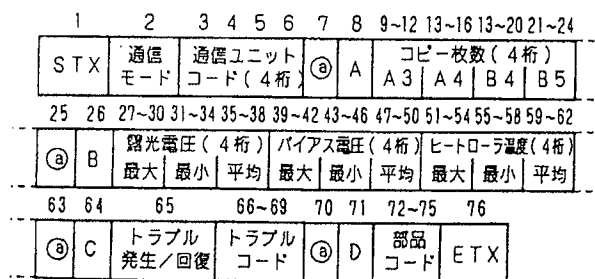 1 2 3 4 5 6 7 8 9~12 13~16 13~20 21~24
STX 通信モード 通信ユニットコード(4桁) ⓐ A コピー枚数(4桁)
A3 A4 B4 B5
25 26 27~30 31~34 35~38 39~42 43~46 47~50 51~54 55~58 59~62
ⓐ B 露光電圧(4桁) バイアス電圧(4桁) ヒートローラ温度(4桁)
最大 最小 平均 最大 最小 平均 最大 最小 平均
63 64 65 66~69 70 71 72~75 76
ⓐ C トラブル発生/回復 トラブルコード ⓐ D 部品コード ETX